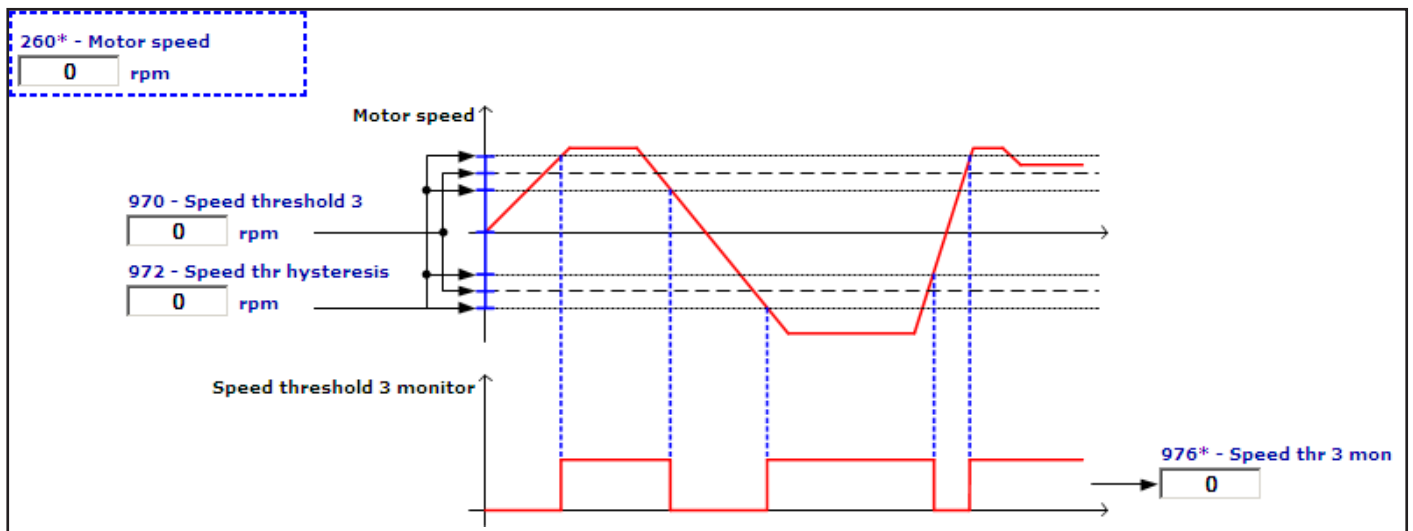 260* - Motor speed
0 rpm
Motor speed
970 - Speed threshold 3
0 rpm
972 - Speed thr hysteresis
0 rpm
Speed threshold 3 monitor
976* - Speed thr 3 mon
0